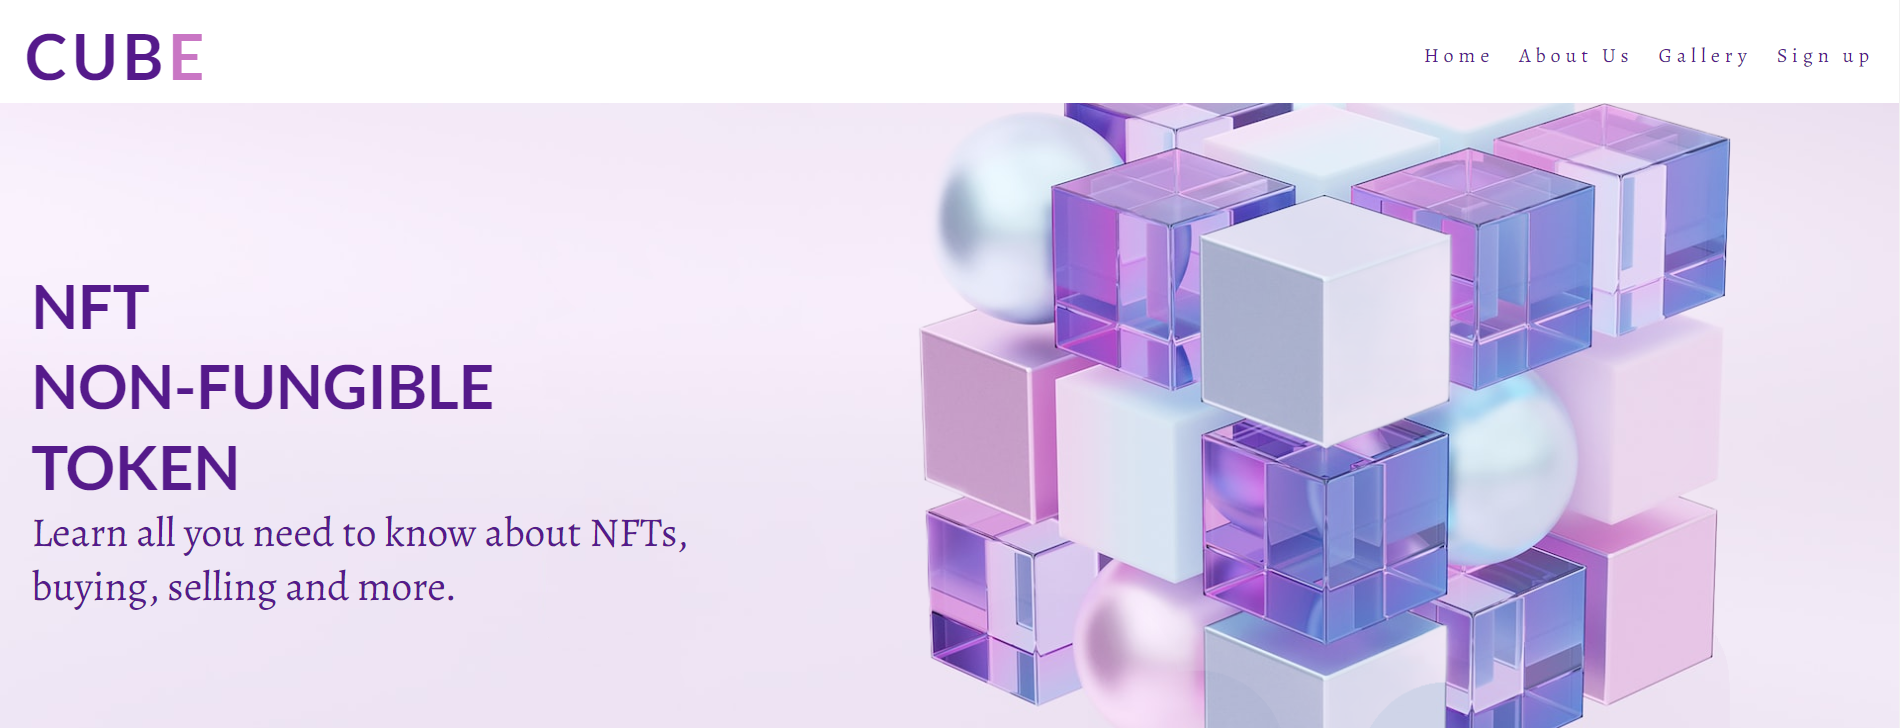 CUBE
Home About Us Gallery Sign up
NFT
NON-FUNGIBLE
TOKEN
Learn all you need to know about NFTs,
buying, selling and more.